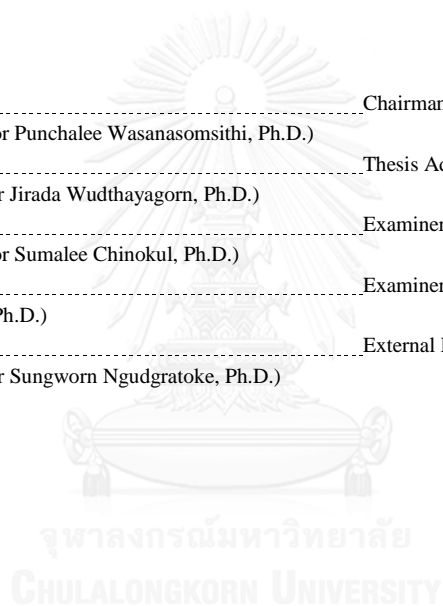 Chairman
or Punchalee Wasanasomsithi, Ph.D.)
Thesis
r Jirada Wudthayagorn, Ph.D.)
Examiner
or Sumalee Chinokul, Ph.D.)
Examiner
Ph.D.)
External
r Sungworn Ngudgratoke, Ph.D.)
จุฬาลงกรณ์มหาวิทยาลัย
CHULALONGKORN UNIVERSITY